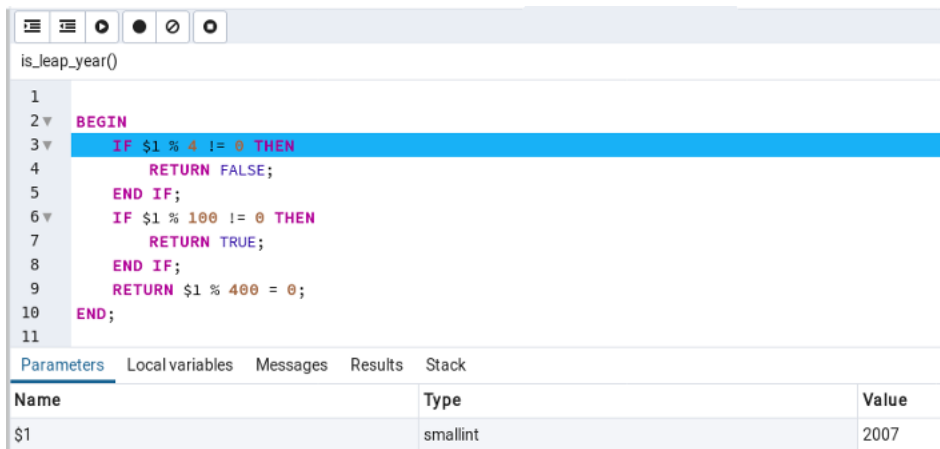 is_leap_year()
1
2 BEGIN
3 IF $1 % 4 != 0 THEN
4 RETURN FALSE;
5 END IF;
6 IF $1 % 100 != 0 THEN
7 RETURN TRUE;
8 END IF;
9 RETURN $1 % 400 = 0;
10 END;
11
Parameters Local variables Messages Results Stack
Name Type Value
$1 smallint 2007